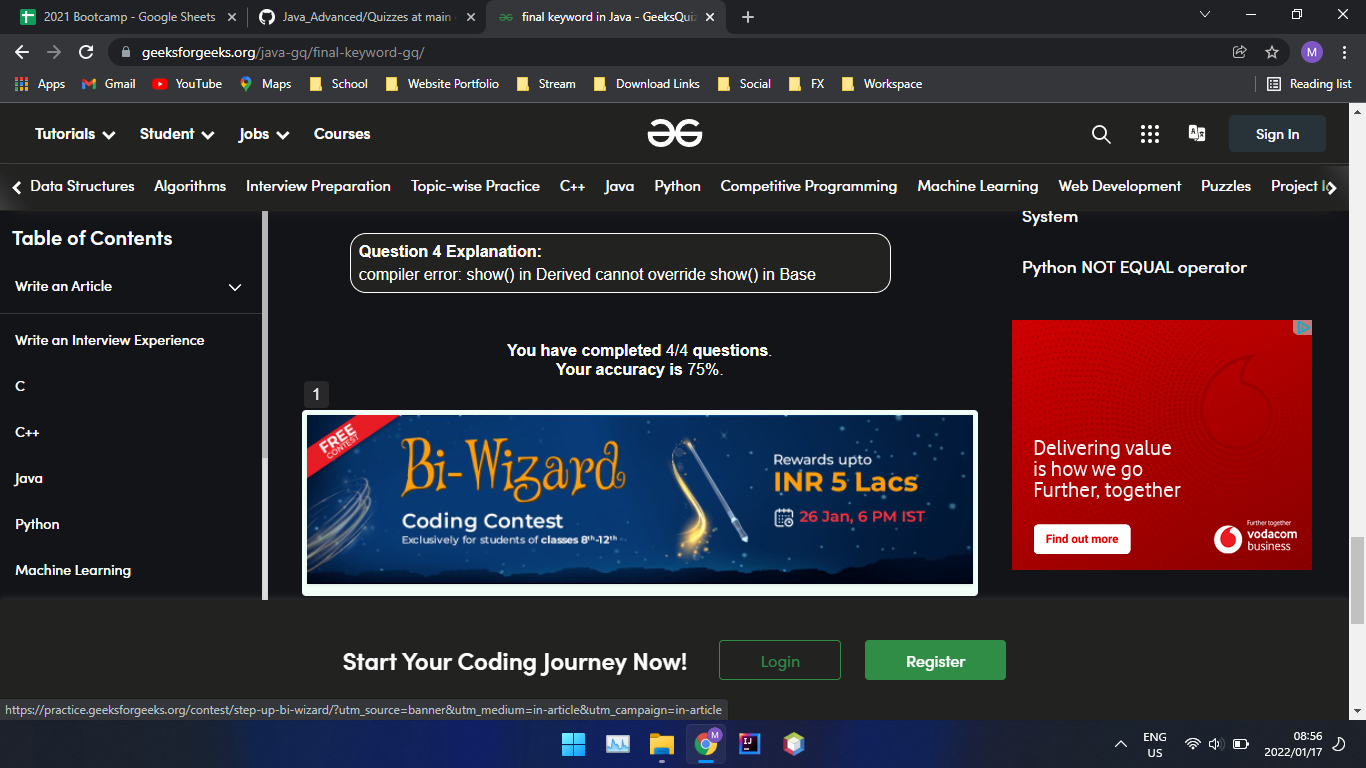 2021 Bootcamp - Google Sheets
Java_Advanced/Quizzes at main
final keyword in Java - GeeksQuiz
geeksforgeeks.org/java-gq/final-keyword-gq/
M
Apps Gmail YouTube Maps School Website Portfolio Stream Download Links Social FX Workspace Reading list
Tutorials Student Jobs Courses Sign In
Data Structures Algorithms Interview Preparation Topic-wise Practice C++ Java Python Competitive Programming Machine Learning Web Development Puzzles Project
Table of Contents
Write an Article
Write an Interview Experience
C
C++
Java
Python
Machine Learning
Question 4 Explanation:
compiler error: show() in Derived cannot override show() in Base
You have completed 4/4 questions.
Your accuracy is 75%.
1
FREE
CONTEST
Bi-Wizard
Coding Contest
Exclusively for students of classes 8th-12th
Rewards upto
INR 5 Lacs
26 Jan, 6 PM IST
System
Python NOT EQUAL operator
Delivering value
is how we go
Further, together
Find out more
Further together
vodacom
business
Start Your Coding Journey Now!
Login
Register
https://practice.geeksforgeeks.org/contest/step-up-bi-wizard/?utm_source=banner&utm_medium=in-article&utm_campaign=in-article
M
IJ
ENG
US
08:56
2022/01/17